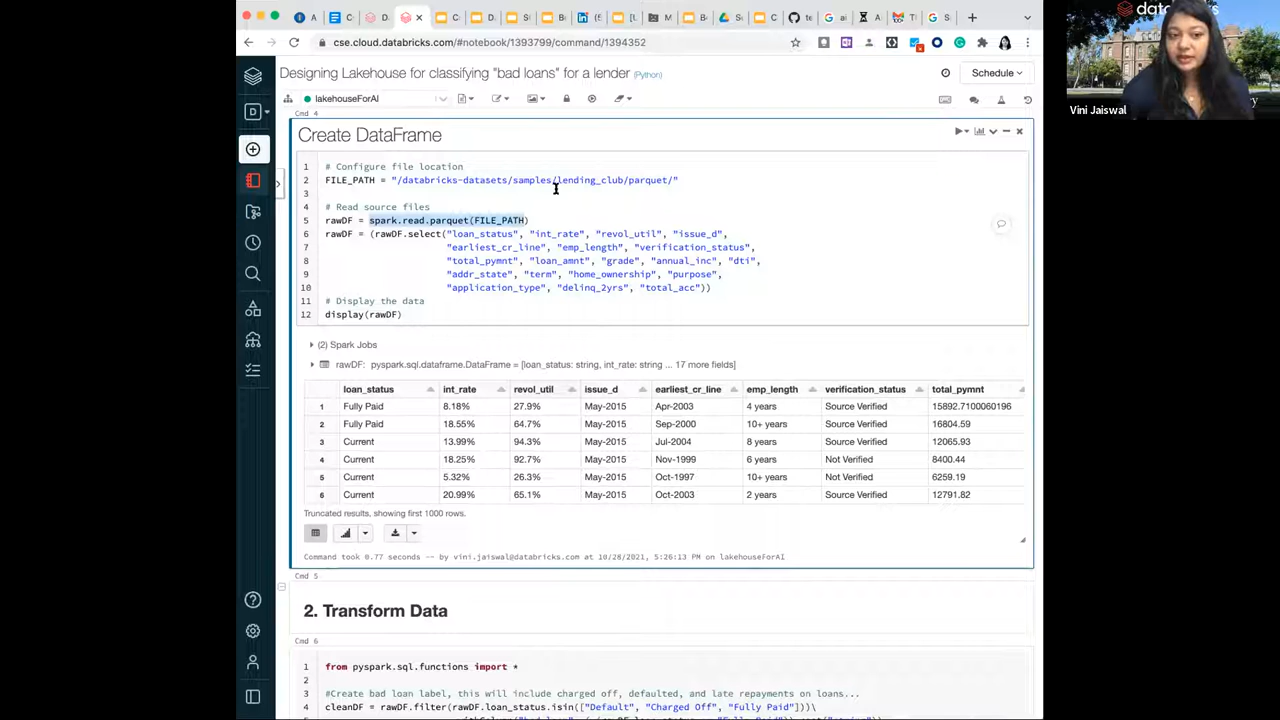 cse.cloud.databricks.com/#notebook/1393799/command/1394352
Designing Lakehouse for classifying "bad loans" for a lender (Python)
Schedule
lakehouseForAI
Vini Jaiswal
Cmd 4
Create DataFrame
1 # Configure file location
2 FILE_PATH = "/databricks-datasets/samples/lending_club/parquet/"
3
4 # Read source files
5 rawDF = spark.read.parquet(FILE_PATH)
6 rawDF = (rawDF.select("loan_status", "int_rate", "revol_util", "issue_d",
7 "earliest_cr_line", "emp_length", "verification_status",
8 "total_pymnt", "loan_amnt", "grade", "annual_inc", "dti",
9 "addr_state", "term", "home_ownership", "purpose",
10 "application_type", "delinq_2yrs", "total_acc"))
11 # Display the data
12 display(rawDF)
(2) Spark Jobs
rawDF: pyspark.sql.dataframe.DataFrame = [loan_status: string, int_rate: string ... 17 more fields]
loan_status int_rate revol_util issue_d earliest_cr_line emp_length verification_status total_pymnt
1 Fully Paid 8.18% 27.9% May-2015 Apr-2003 4 years Source Verified 15892.7100060196
2 Fully Paid 18.55% 64.7% May-2015 Sep-2000 10+ years Source Verified 16804.59
3 Current 13.99% 94.3% May-2015 Jul-2004 8 years Source Verified 12065.93
4 Current 18.25% 92.7% May-2015 Nov-1999 6 years Not Verified 8400.44
5 Current 5.32% 26.3% May-2015 Oct-1997 10+ years Not Verified 6259.19
6 Current 20.99% 65.1% May-2015 Oct-2003 2 years Source Verified 12791.82
Truncated results, showing first 1000 rows.
Command took 0.77 seconds -- by vini.jaiswal@databricks.com at 10/28/2021, 5:26:13 PM on lakehouseForAI
Cmd 5
2. Transform Data
Cmd 6
1 from pyspark.sql.functions import *
2
3 #Create bad loan label, this will include charged off, defaulted, and late repayments on loans...
4 cleanDF = rawDF.filter(rawDF.loan_status.isin(["Default", "Charged Off", "Fully Paid"]))\